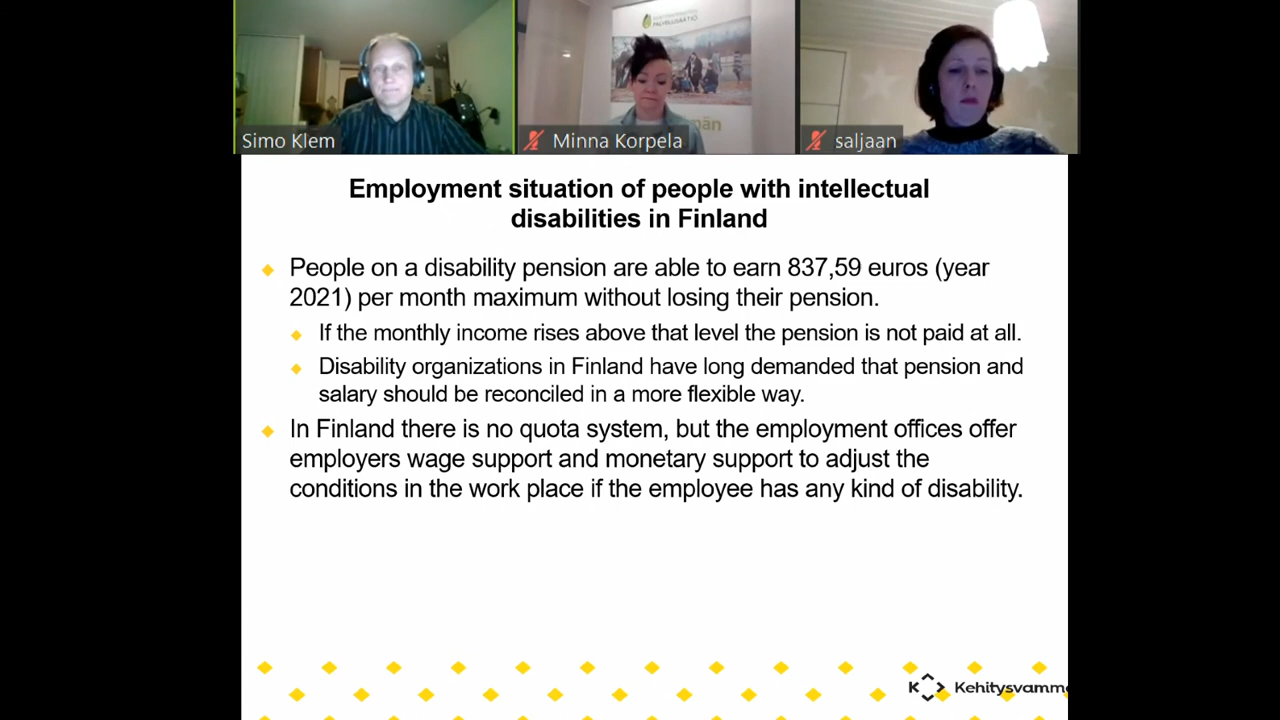 Simo Klem
Minna Korpela
saljaan
PALVELUSÄÄTIÖ
män
Employment situation of people with intellectual
disabilities in Finland
People on a disability pension are able to earn 837,59 euros (year
2021) per month maximum without losing their pension.
If the monthly income rises above that level the pension is not paid at all.
Disability organizations in Finland have long demanded that pension and
salary should be reconciled in a more flexible way.
In Finland there is no quota system, but the employment offices offer
employers wage support and monetary support to adjust the
conditions in the work place if the employee has any kind of disability.
Kehitysvamm